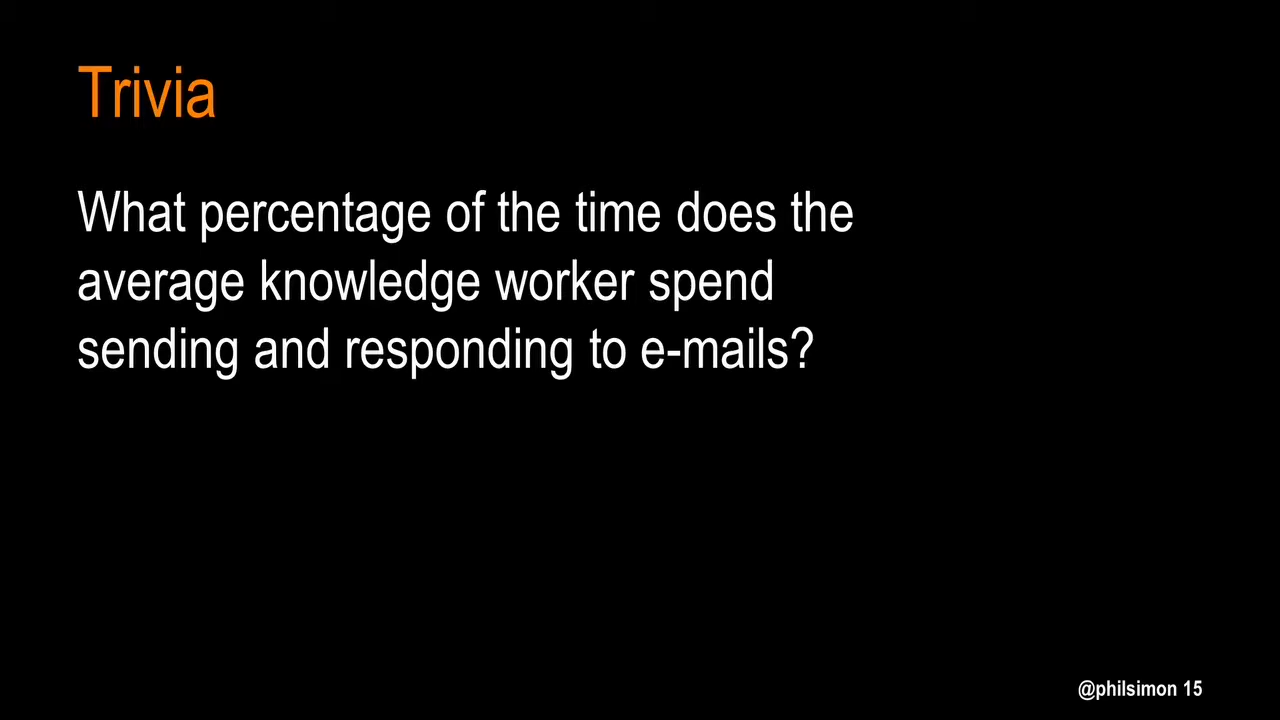 Trivia
What percentage of the time does the
average knowledge worker spend
sending and responding to e-mails?
@philsimon 15